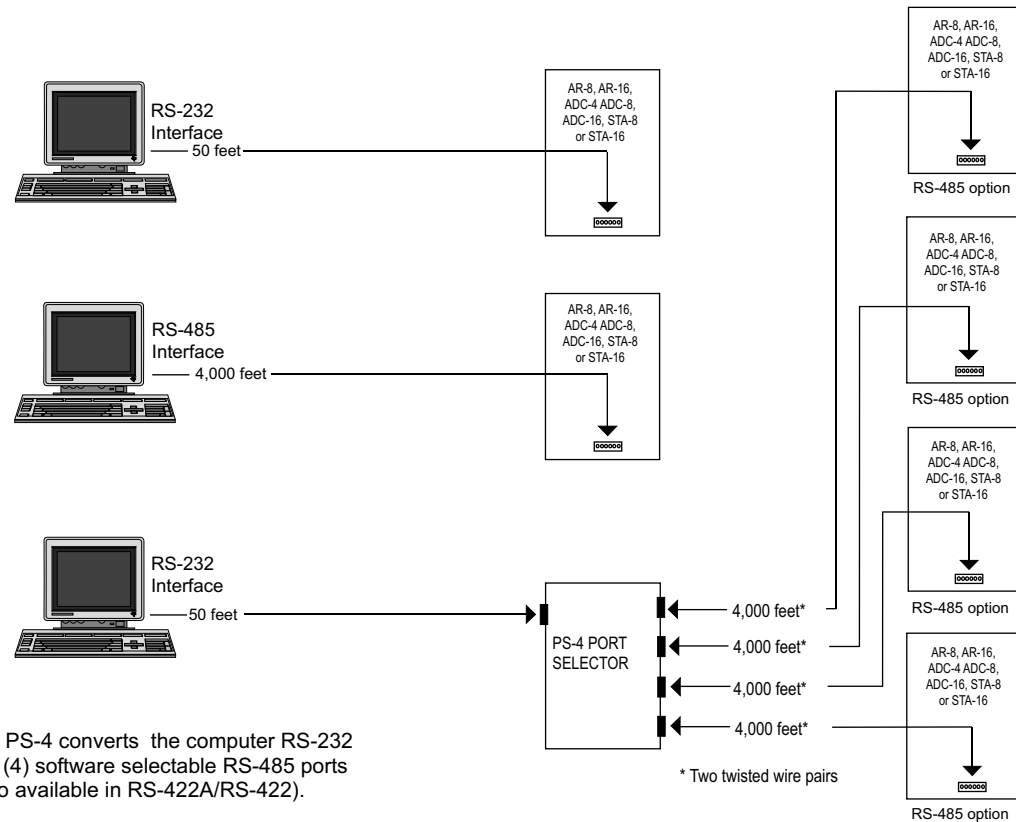 RS-232
Interface
50 feet
AR-8, AR-16,
ADC-4 ADC-8,
ADC-16, STA-8
or STA-16
RS-485
Interface
4,000 feet
AR-8, AR-16,
ADC-4 ADC-8,
ADC-16, STA-8
or STA-16
RS-232
Interface
50 feet
PS-4 PORT
SELECTOR
4,000 feet*
4,000 feet*
4,000 feet*
4,000 feet*
* Two twisted wire pairs
AR-8, AR-16,
ADC-4 ADC-8,
ADC-16, STA-8
or STA-16
RS-485 option
AR-8, AR-16,
ADC-4 ADC-8,
ADC-16, STA-8
or STA-16
RS-485 option
AR-8, AR-16,
ADC-4 ADC-8,
ADC-16, STA-8
or STA-16
RS-485 option
AR-8, AR-16,
ADC-4 ADC-8,
ADC-16, STA-8
or STA-16
RS-485 option
PS-4 converts the computer RS-232
(4) software selectable RS-485 ports
available in RS-422A/RS-422).